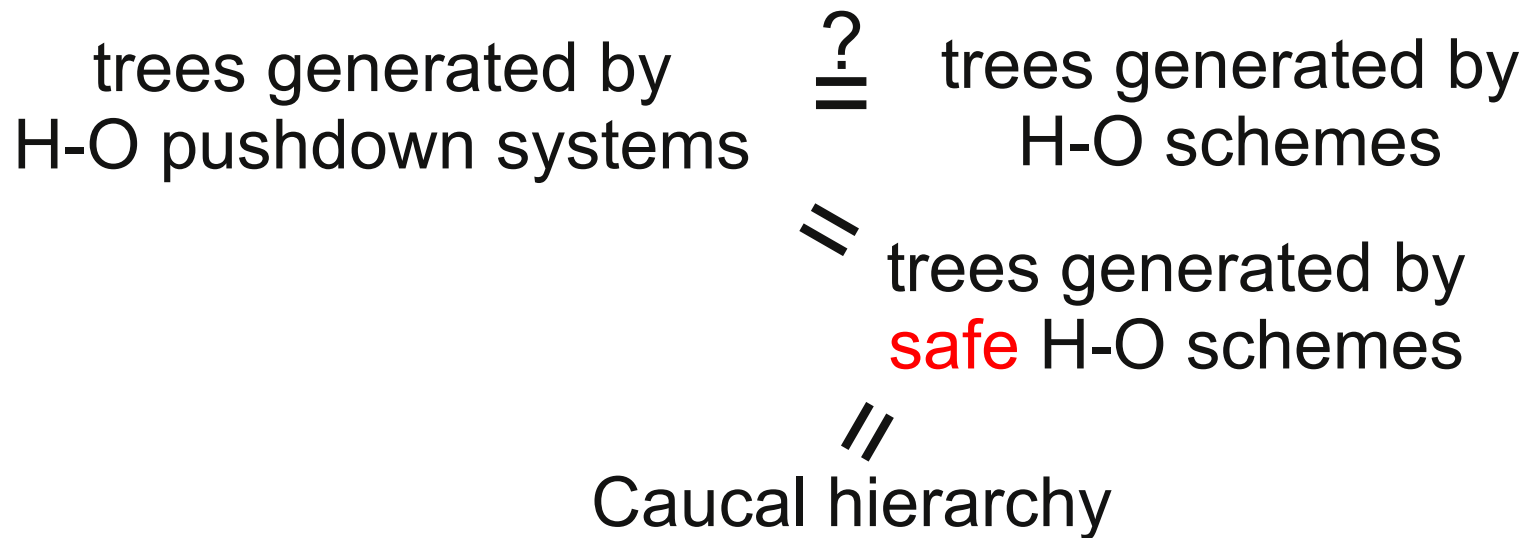 trees generated by
H-O pushdown systems
?
=
trees generated by
H-O schemes
=
trees generated by
safe H-O schemes
=
Caucal hierarchy